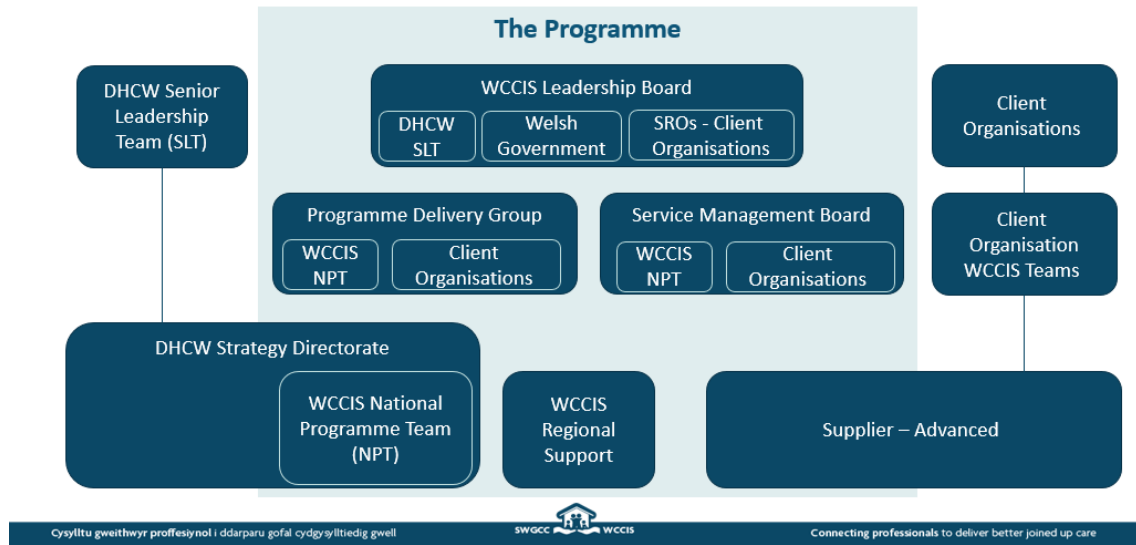 The Programme
DHCW Senior
Leadership
Team (SLT)
WCCIS Leadership Board
DHCW
SLT
Welsh
Government
SROs - Client
Organisations
Client
Organisations
Programme Delivery Group
WCCIS
NPT
Client
Organisations
Service Management Board
WCCIS
NPT
Client
Organisations
Client
Organisation
WCCIS Teams
DHCW Strategy Directorate
WCCIS National
Programme Team
(NPT)
WCCIS
Regional
Support
Supplier – Advanced
Cysylltu gweithwyr proffesiynol i ddarparu gofal cydgysylltiedig gwell
SWGCC WCCIS
Connecting professionals to deliver better joined up care